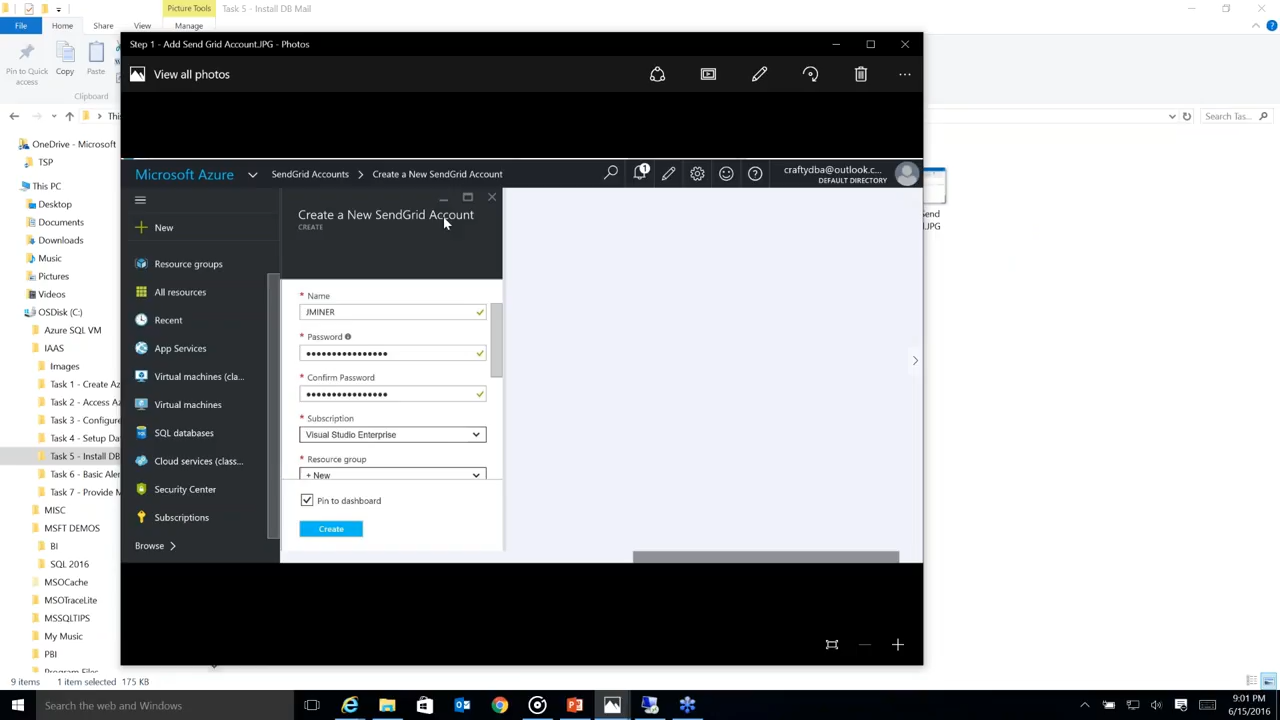 Picture Tools
Task 5 - Install DB Mail
File
Home
Share
View
Manage
Pin to Quick
access
Copy
Paste
Clipboard
Step 1 - Add Send Grid Account.JPG - Photos
View all photos
Search Tas...
OneDrive - Microsoft
TSP
This PC
Desktop
Documents
Downloads
Music
Pictures
Videos
OSDisk (C:)
Azure SQL VM
IAAS
Images
Task 1 - Create Az
Task 2 - Access Az
Task 3 - Configure
Task 4 - Setup Da
Task 5 - Install DB
Task 6 - Basic Aler
Task 7 - Provide M
MISC
MSFT DEMOS
BI
SQL 2016
MSOCache
MSOTraceLite
MSSQLTIPS
My Music
PBI
Program Files
Microsoft Azure
SendGrid Accounts
Create a New SendGrid Account
1
craftydba@outlook.c...
DEFAULT DIRECTORY
New
Resource groups
All resources
Recent
App Services
Virtual machines (cla...
Virtual machines
SQL databases
Cloud services (class...
Security Center
Subscriptions
Browse
Create a New SendGrid Account
CREATE
* Name
JMINER
* Password
* Confirm Password
* Subscription
Visual Studio Enterprise
* Resource group
+ New
Pin to dashboard
Create
.JPG
9 items
1 item selected 175 KB
Search the web and Windows
9:01 PM
6/15/2016